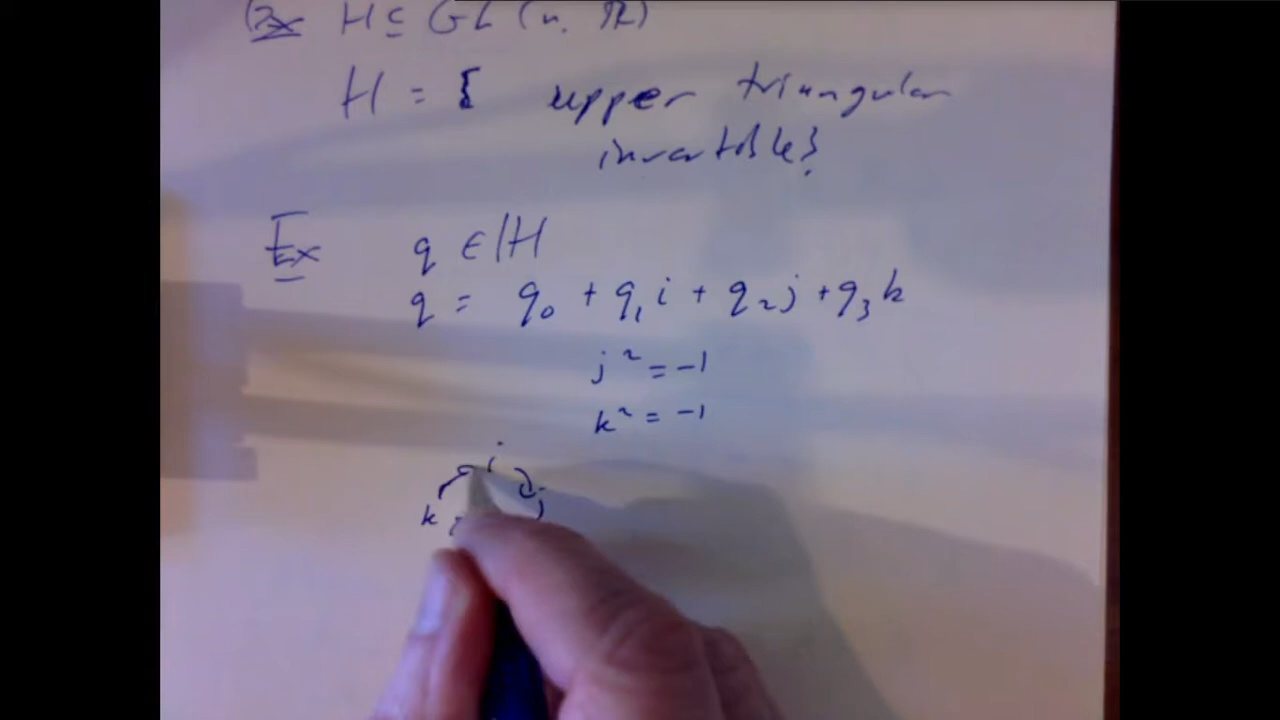 Ex H ⊆ GL(n, ℝ)
H = { upper triangular
invertible}
Ex q ∈ ℍ
q = q₀ + q₁i + q₂j + q₃k
j² = -1
k² = -1
i
k j